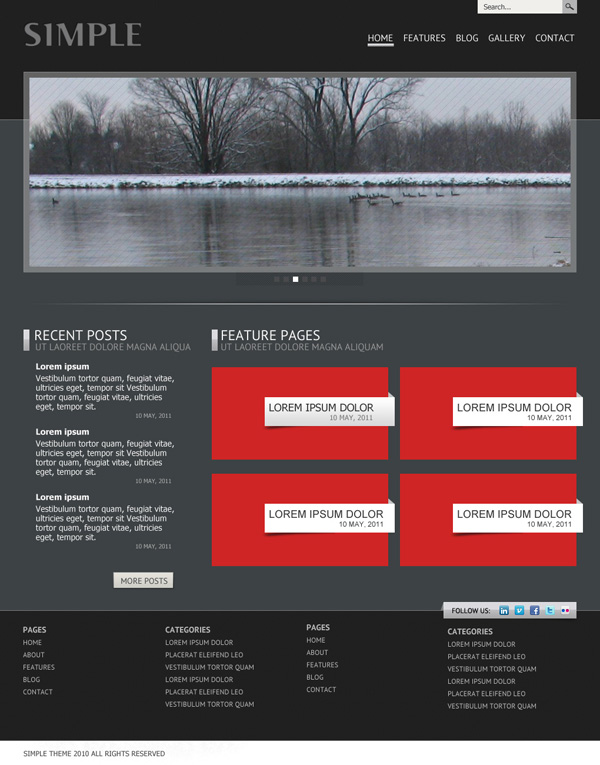 Search...
SIMPLE
HOME FEATURES BLOG GALLERY CONTACT
RECENT POSTS
UT LAOREET DOLORE MAGNA ALIQUA
Lorem ipsum
Vestibulum tortor quam, feugiat vitae,
ultricies eget, tempor sit Vestibulum
tortor quam, feugiat vitae, ultricies
eget, tempor sit.
10 MAY, 2011
Lorem ipsum
Vestibulum tortor quam, feugiat vitae,
ultricies eget, tempor sit Vestibulum
tortor quam, feugiat vitae, ultricies
eget, tempor sit.
10 MAY, 2011
Lorem ipsum
Vestibulum tortor quam, feugiat vitae,
ultricies eget, tempor sit Vestibulum
tortor quam, feugiat vitae, ultricies
eget, tempor sit.
10 MAY, 2011
MORE POSTS
FEATURE PAGES
UT LAOREET DOLORE MAGNA ALIQUAM
LOREM IPSUM DOLOR
10 MAY, 2011
LOREM IPSUM DOLOR
10 MAY, 2011
LOREM IPSUM DOLOR
10 MAY, 2011
LOREM IPSUM DOLOR
10 MAY, 2011
FOLLOW US: in v f t
PAGES
HOME
ABOUT
FEATURES
BLOG
CONTACT
CATEGORIES
LOREM IPSUM DOLOR
PLACERAT ELEIFEND LEO
VESTIBULUM TORTOR QUAM
LOREM IPSUM DOLOR
PLACERAT ELEIFEND LEO
VESTIBULUM TORTOR QUAM
PAGES
HOME
ABOUT
FEATURES
BLOG
CONTACT
CATEGORIES
LOREM IPSUM DOLOR
PLACERAT ELEIFEND LEO
VESTIBULUM TORTOR QUAM
LOREM IPSUM DOLOR
PLACERAT ELEIFEND LEO
VESTIBULUM TORTOR QUAM
SIMPLE THEME 2010 ALL RIGHTS RESERVED